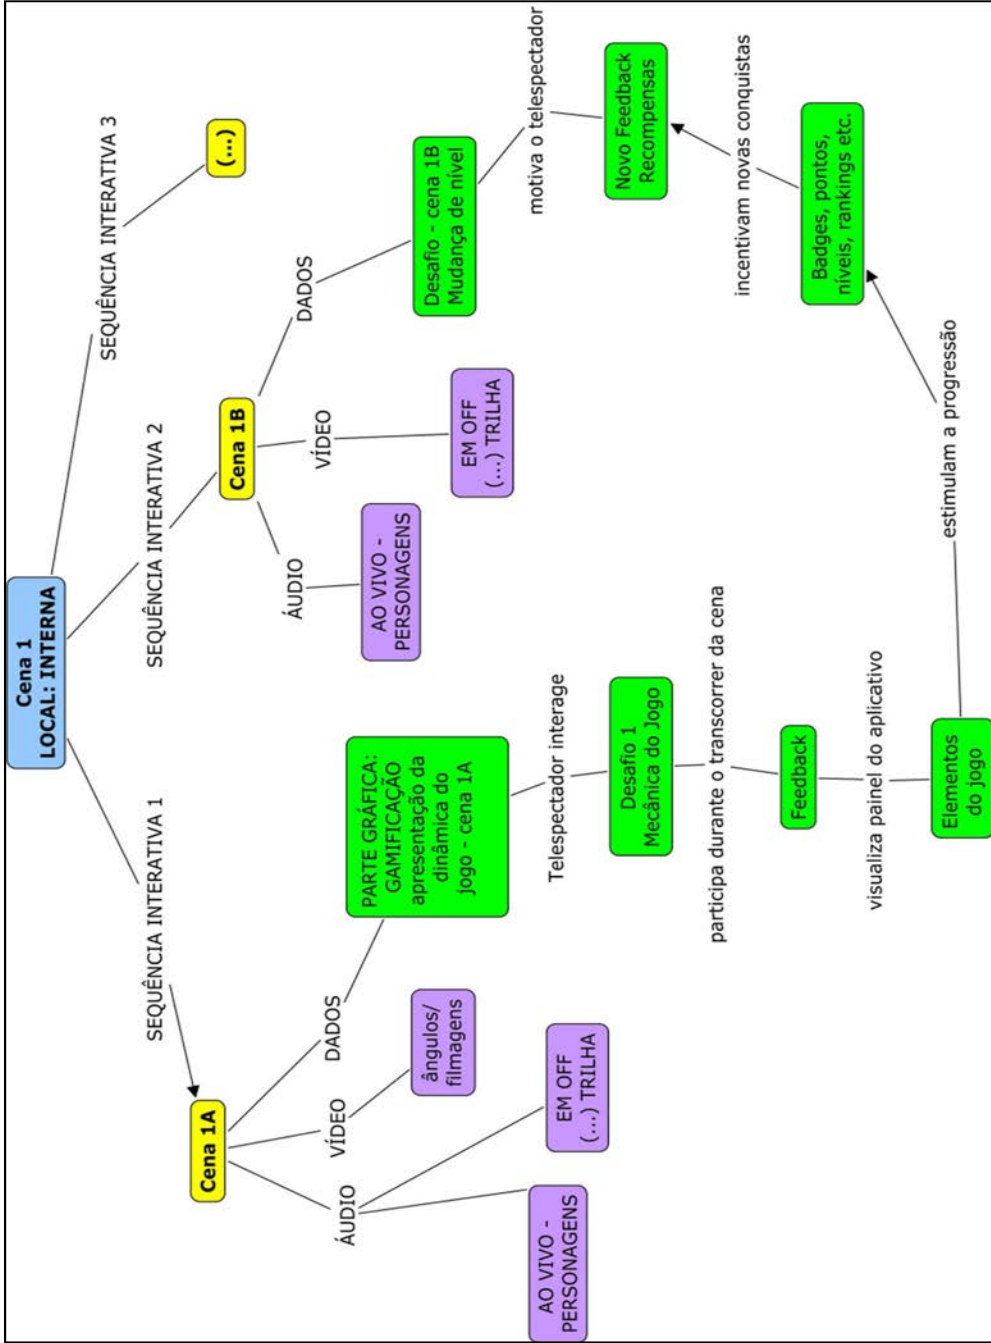 Cena 1
LOCAL: INTERNA
SEQUÊNCIA INTERATIVA 1
SEQUÊNCIA INTERATIVA 2
SEQUÊNCIA INTERATIVA 3
Cena 1A
Cena 1B
(...)
ÁUDIO
VÍDEO
DADOS
ÁUDIO
VÍDEO
DADOS
AO VIVO -
PERSONAGENS
EM OFF
(...) TRILHA
ângulos/
filmagens
PARTE GRÁFICA:
GAMIFICAÇÃO
apresentação da
dinâmica do
jogo - cena 1A
AO VIVO -
PERSONAGENS
EM OFF
(...) TRILHA
Desafio - cena 1B
Mudança de nível
Telespectador interage
motiva o telespectador
Desafio 1
Mecânica do Jogo
Novo Feedback
Recompensas
participa durante o transcorrer da cena
incentivam novas conquistas
Feedback
Badges, pontos,
níveis, rankings etc.
visualiza painel do aplicativo
estimulam a progressão
Elementos
do jogo